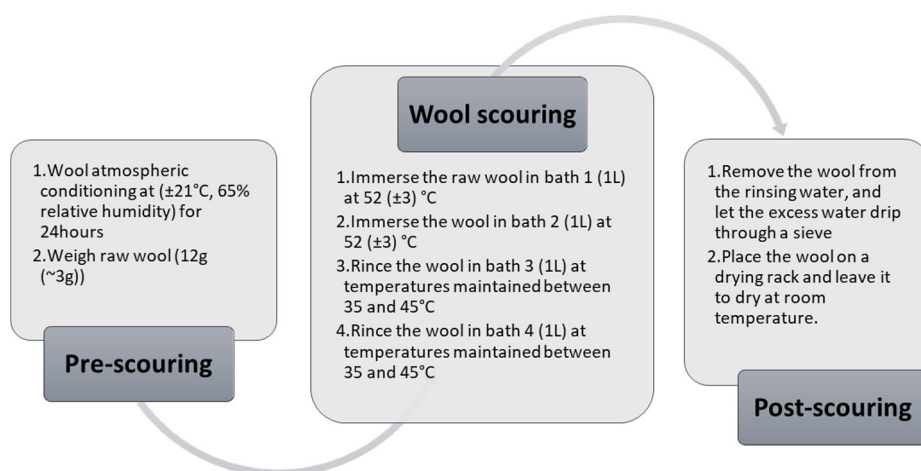 1.Wool atmospheric
conditioning at (±21°C, 65%
relative humidity) for
24hours
2.Weigh raw wool (12g
(~3g))
Pre-scouring
Wool scouring
1.Immerse the raw wool in bath 1 (1L)
at 52 (±3) °C
2.Immerse the wool in bath 2 (1L) at
52 (±3) °C
3.Rince the wool in bath 3 (1L) at
temperatures maintained between
35 and 45°C
4.Rince the wool in bath 4 (1L) at
temperatures maintained between
35 and 45°C
1.Remove the wool from
the rinsing water, and
let the excess water drip
through a sieve
2.Place the wool on a
drying rack and leave it
to dry at room
temperature.
Post-scouring